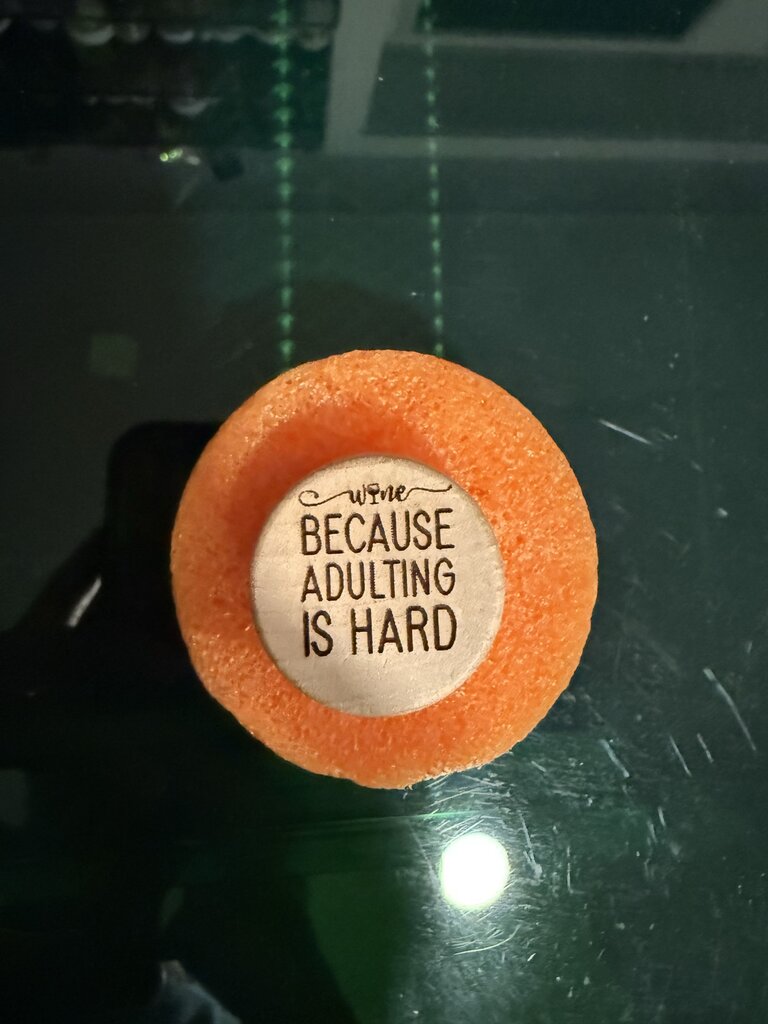 wine
BECAUSE
ADULTING
IS HARD